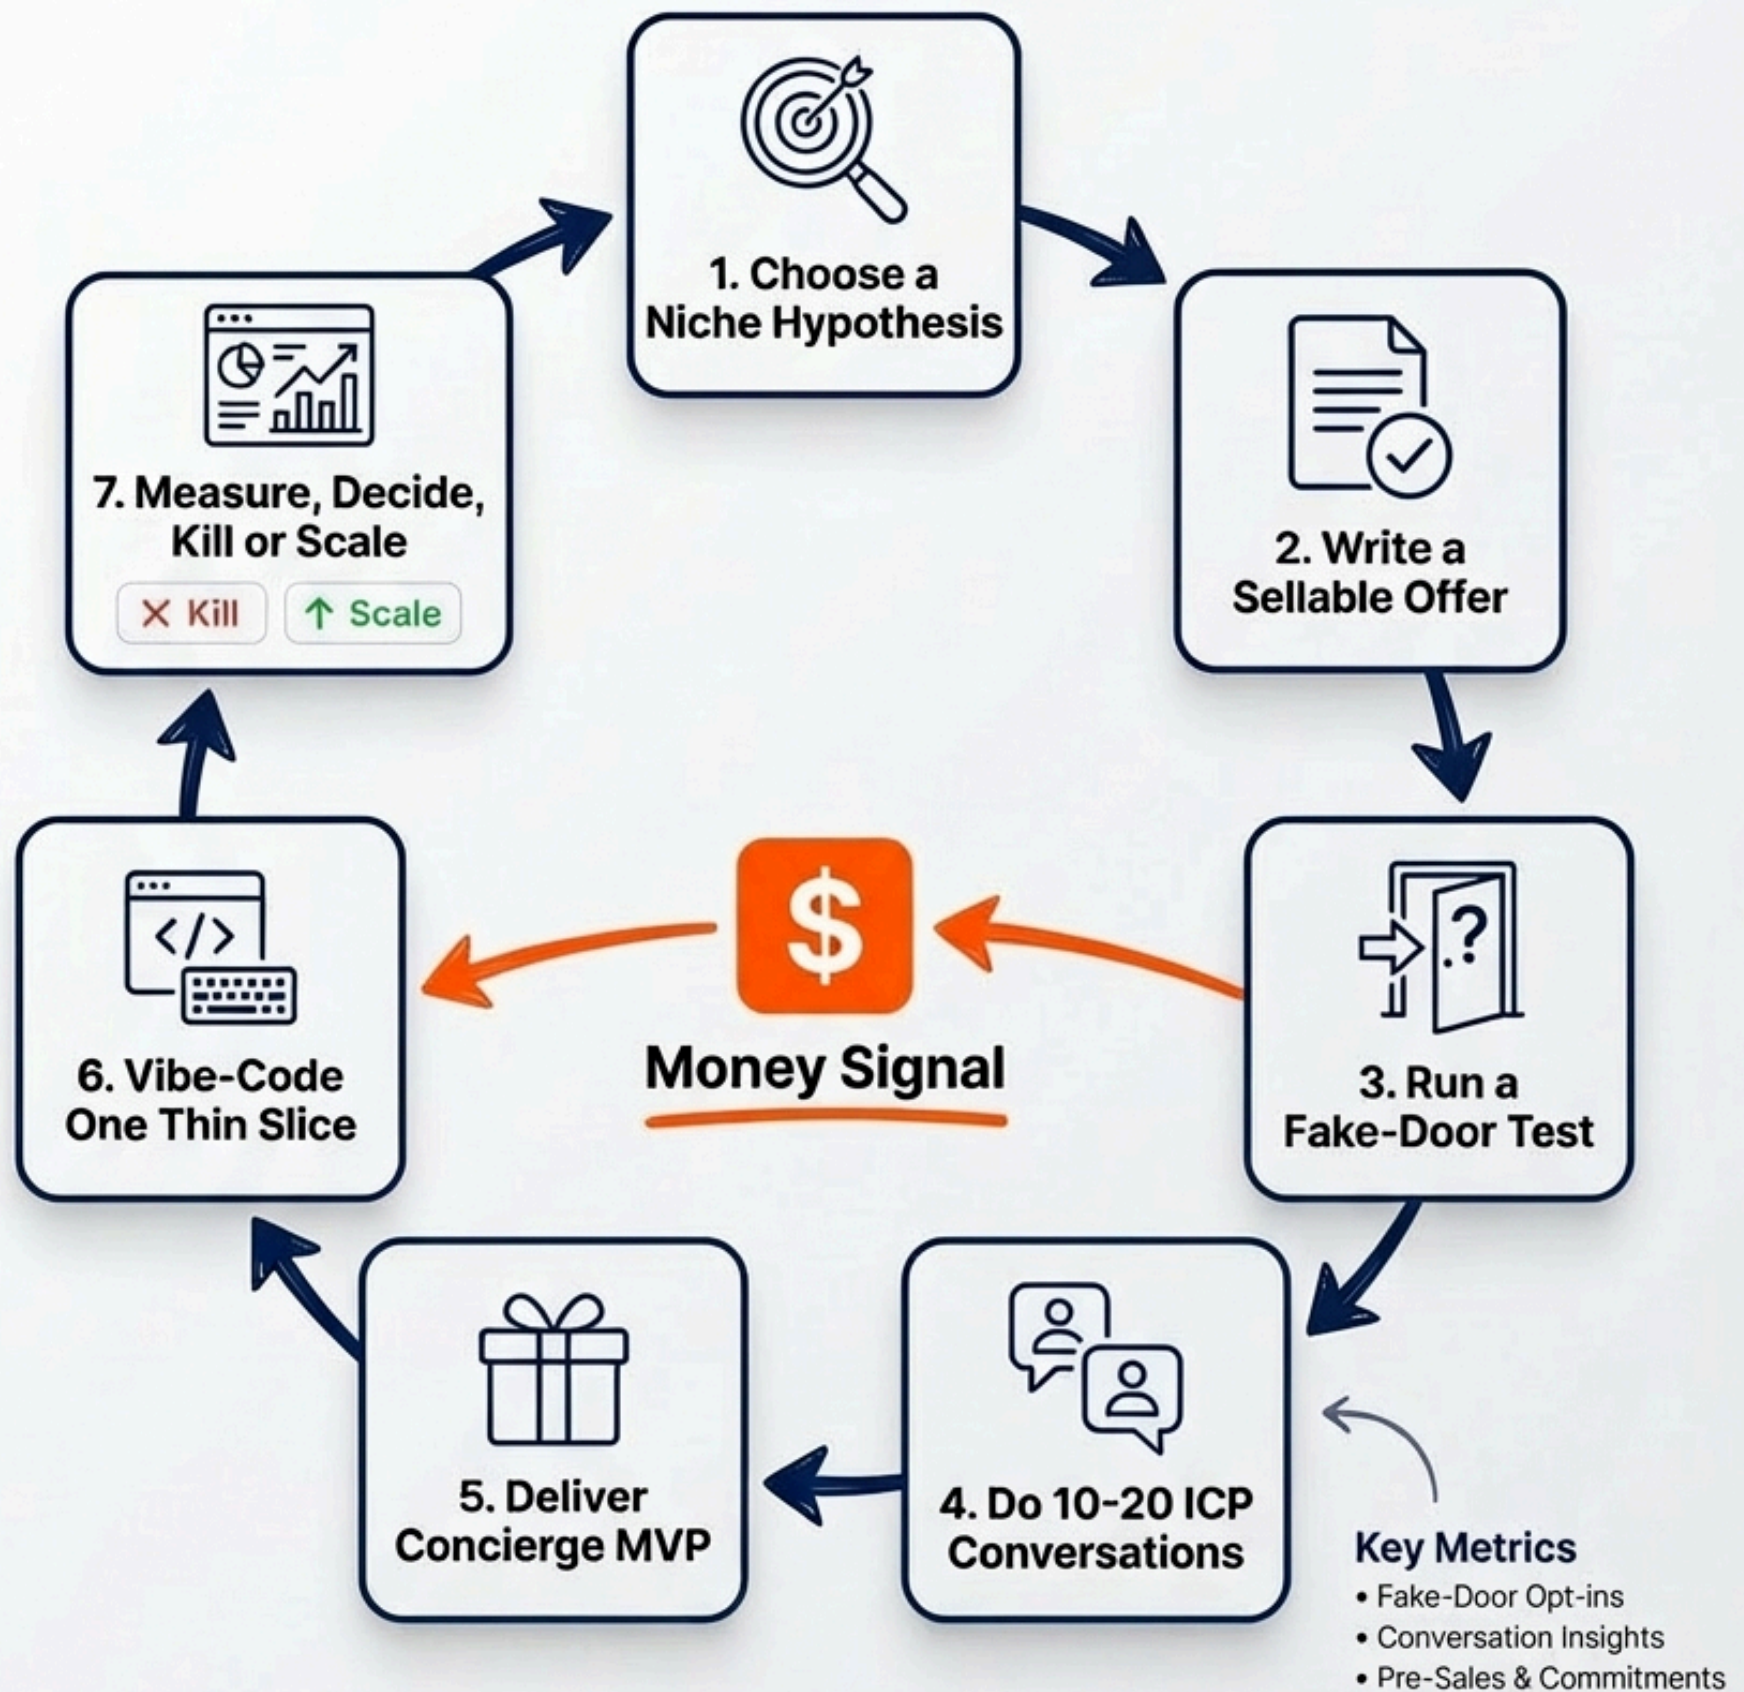 1. Choose a
Niche Hypothesis
2. Write a
Sellable Offer
3. Run a
Fake-Door Test
4. Do 10-20 ICP
Conversations
5. Deliver
Concierge MVP
6. Vibe-Code
One Thin Slice
7. Measure, Decide,
Kill or Scale
Kill
Scale
$
Money Signal
Key Metrics
• Fake-Door Opt-ins
• Conversation Insights
• Pre-Sales & Commitments